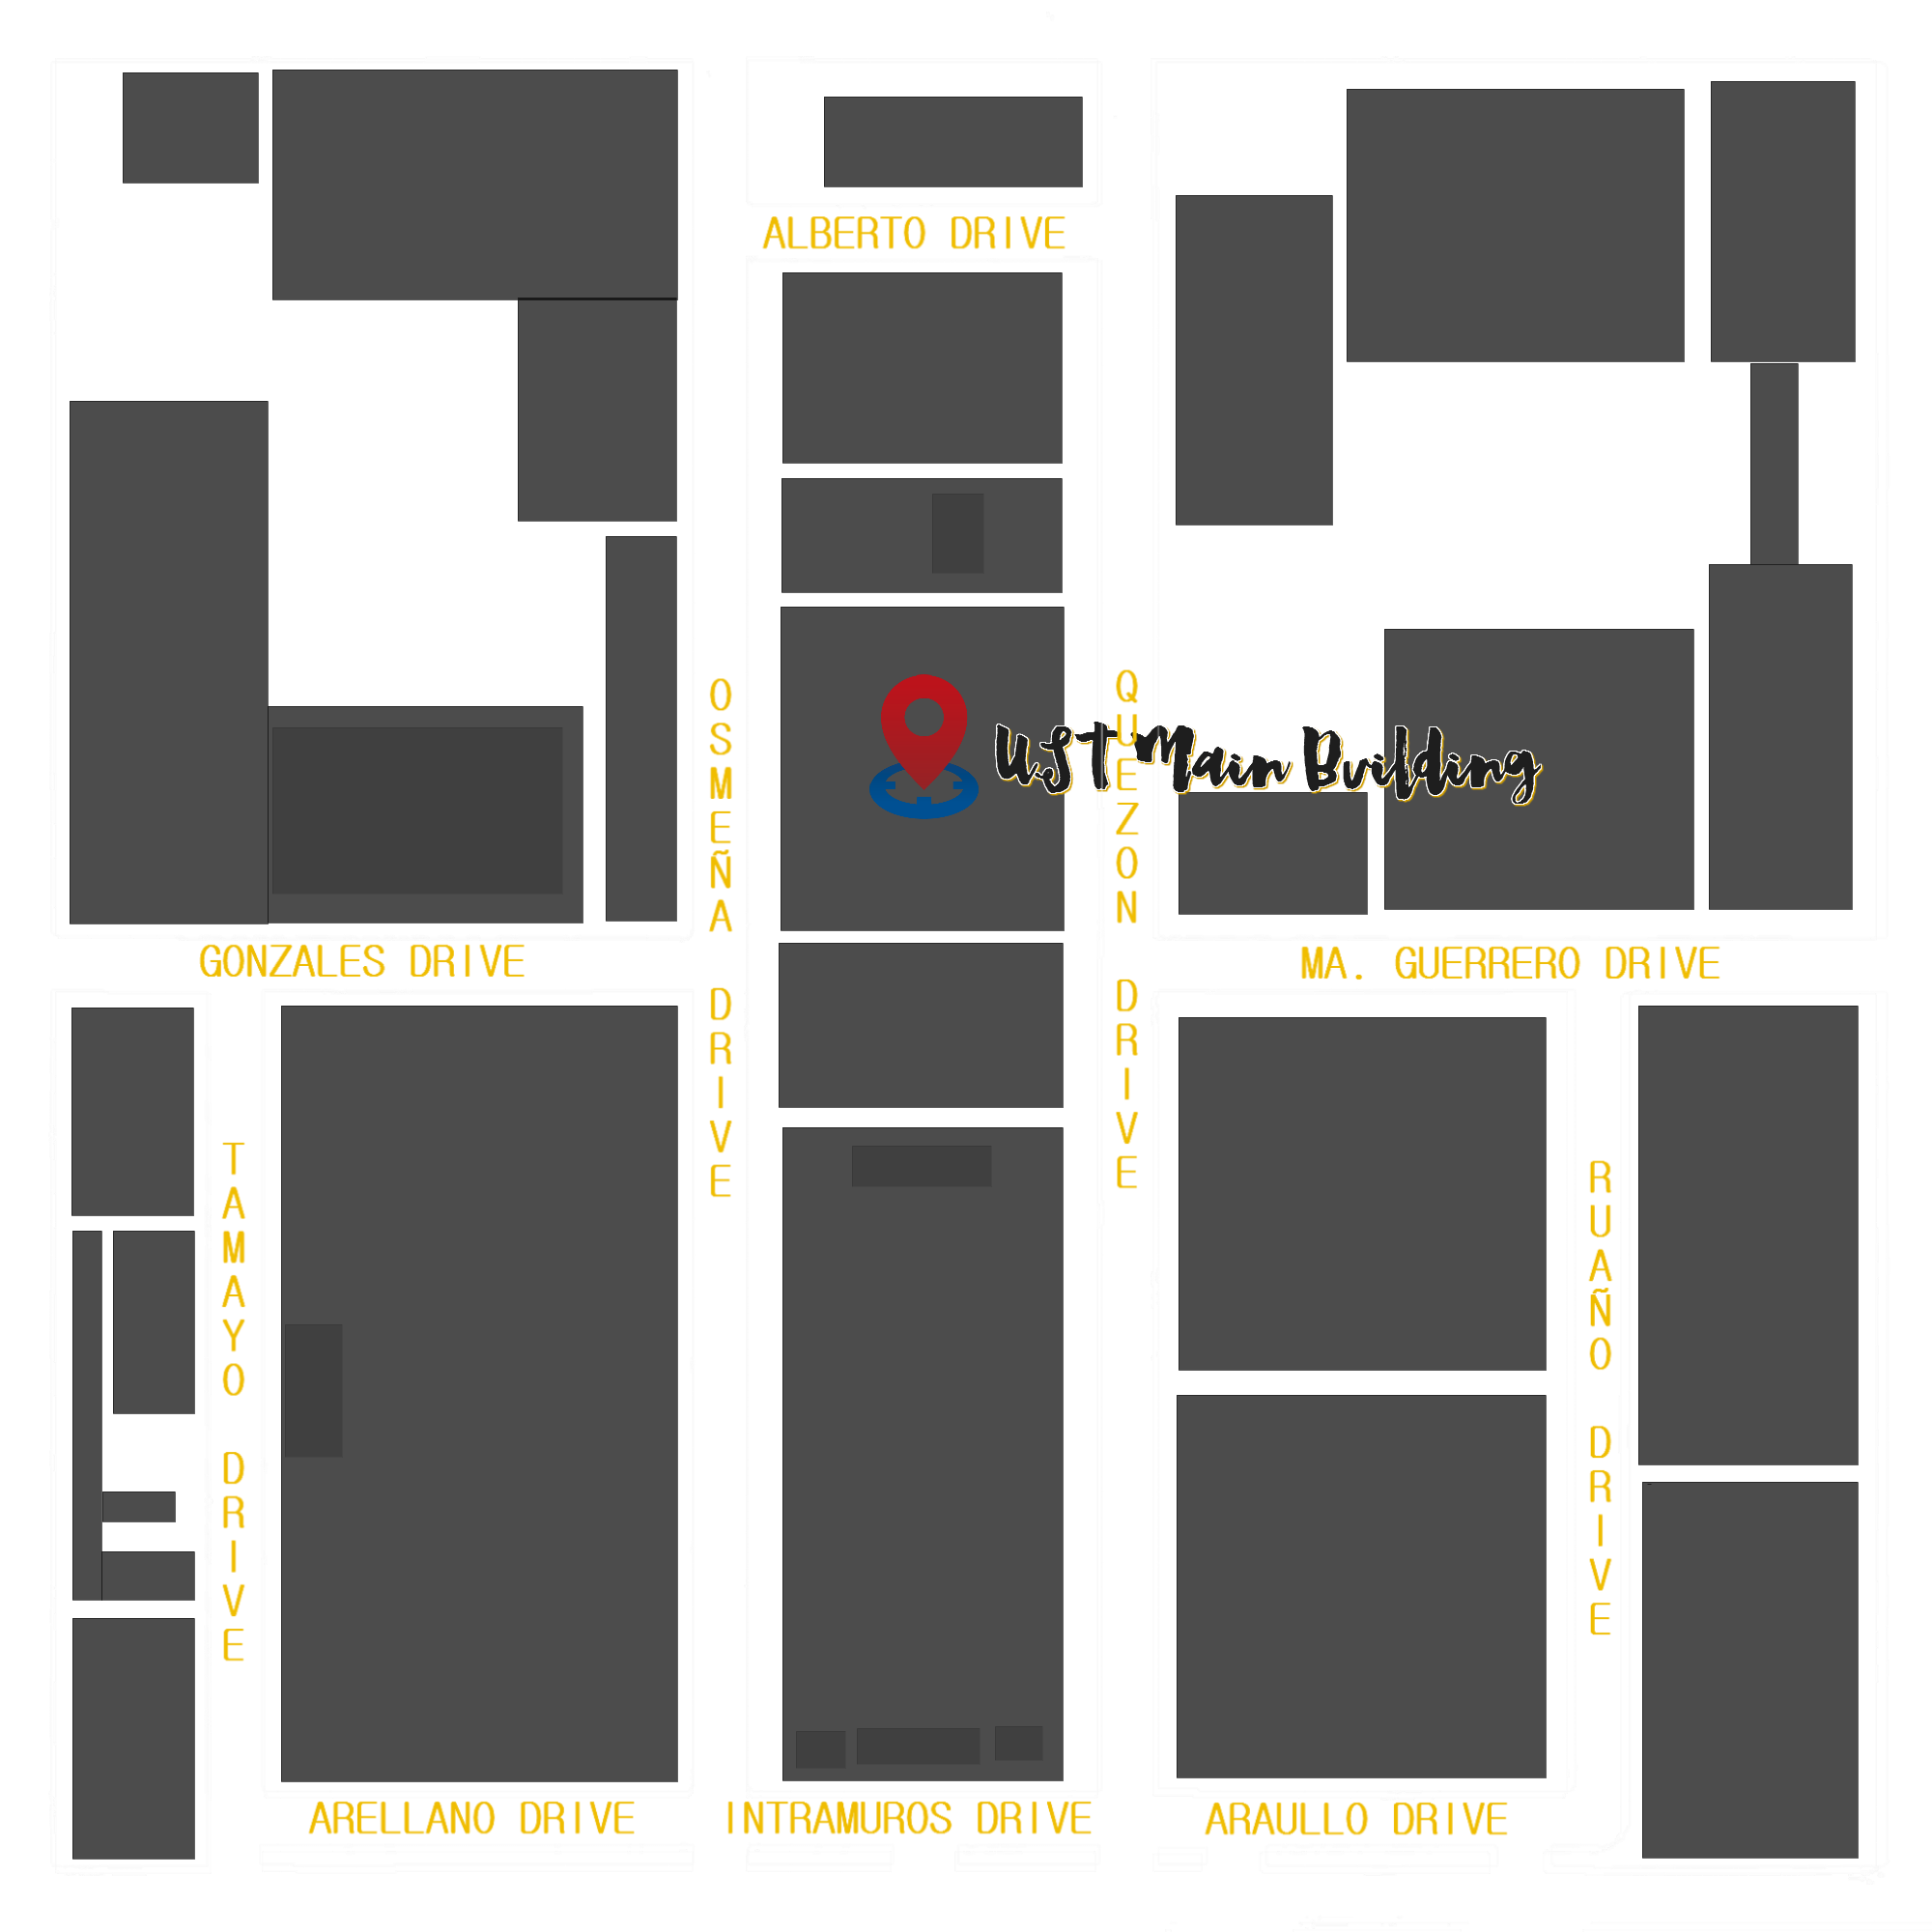 ALBERTO DRIVE
OSMEÑA DRIVE
QUEZON DRIVE
UST Main Building
GONZALES DRIVE
MA. GUERRERO DRIVE
TAMAYO DRIVE
RUAÑO DRIVE
ARELLANO DRIVE
INTRAMUROS DRIVE
ARAULLO DRIVE